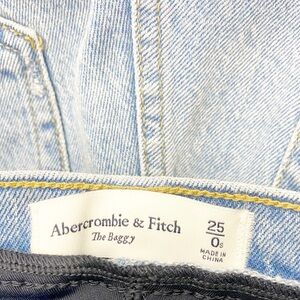 Abercrombie & Fitch
The Baggy
25
0s
MADE IN
CHINA